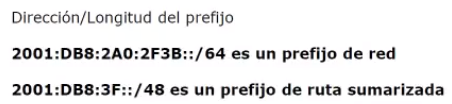 Dirección/Longitud del prefijo
2001:DB8:2A0:2F3B::/64 es un prefijo de red
2001:DB8:3F::/48 es un prefijo de ruta sumarizada